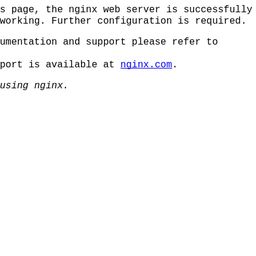 s page, the nginx web server is successfully
working. Further configuration is required.
umentation and support please refer to
port is available at nginx.com.
using nginx.